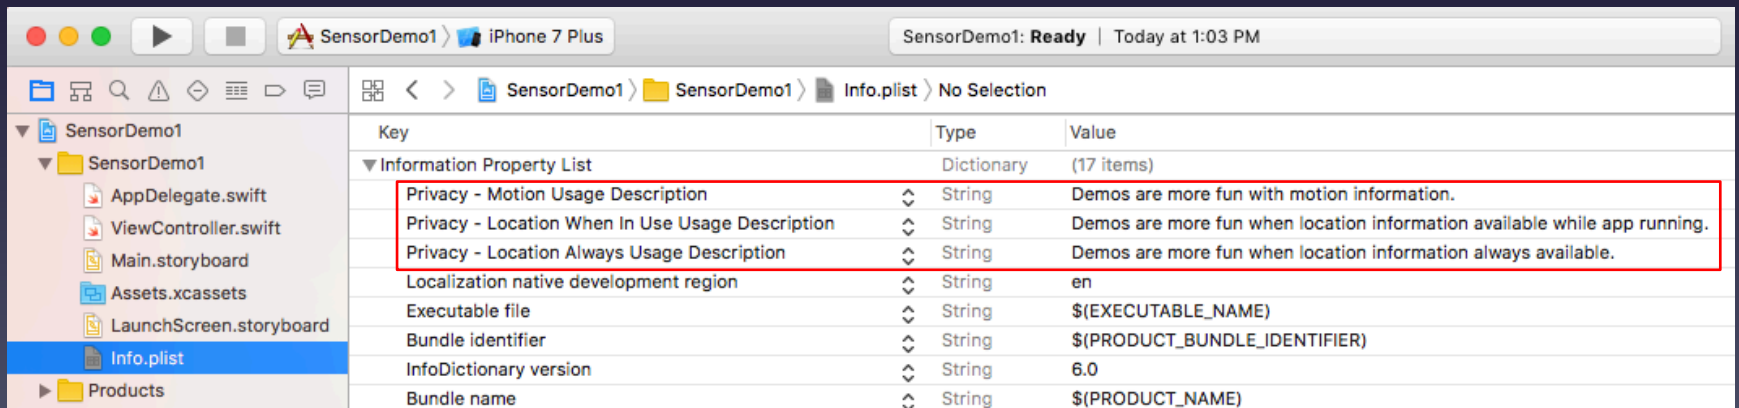 SensorDemo1 〉 iPhone 7 Plus
SensorDemo1: Ready | Today at 1:03 PM
SensorDemo1 〉 SensorDemo1 〉 Info.plist 〉 No Selection
SensorDemo1
SensorDemo1
AppDelegate.swift
ViewController.swift
Main.storyboard
Assets.xcassets
LaunchScreen.storyboard
Info.plist
Products
Key Type Value
Information Property List Dictionary (17 items)
Privacy - Motion Usage Description String Demos are more fun with motion information.
Privacy - Location When In Use Usage Description String Demos are more fun when location information available while app running.
Privacy - Location Always Usage Description String Demos are more fun when location information always available.
Localization native development region String en
Executable file String $(EXECUTABLE_NAME)
Bundle identifier String $(PRODUCT_BUNDLE_IDENTIFIER)
InfoDictionary version String 6.0
Bundle name String $(PRODUCT_NAME)